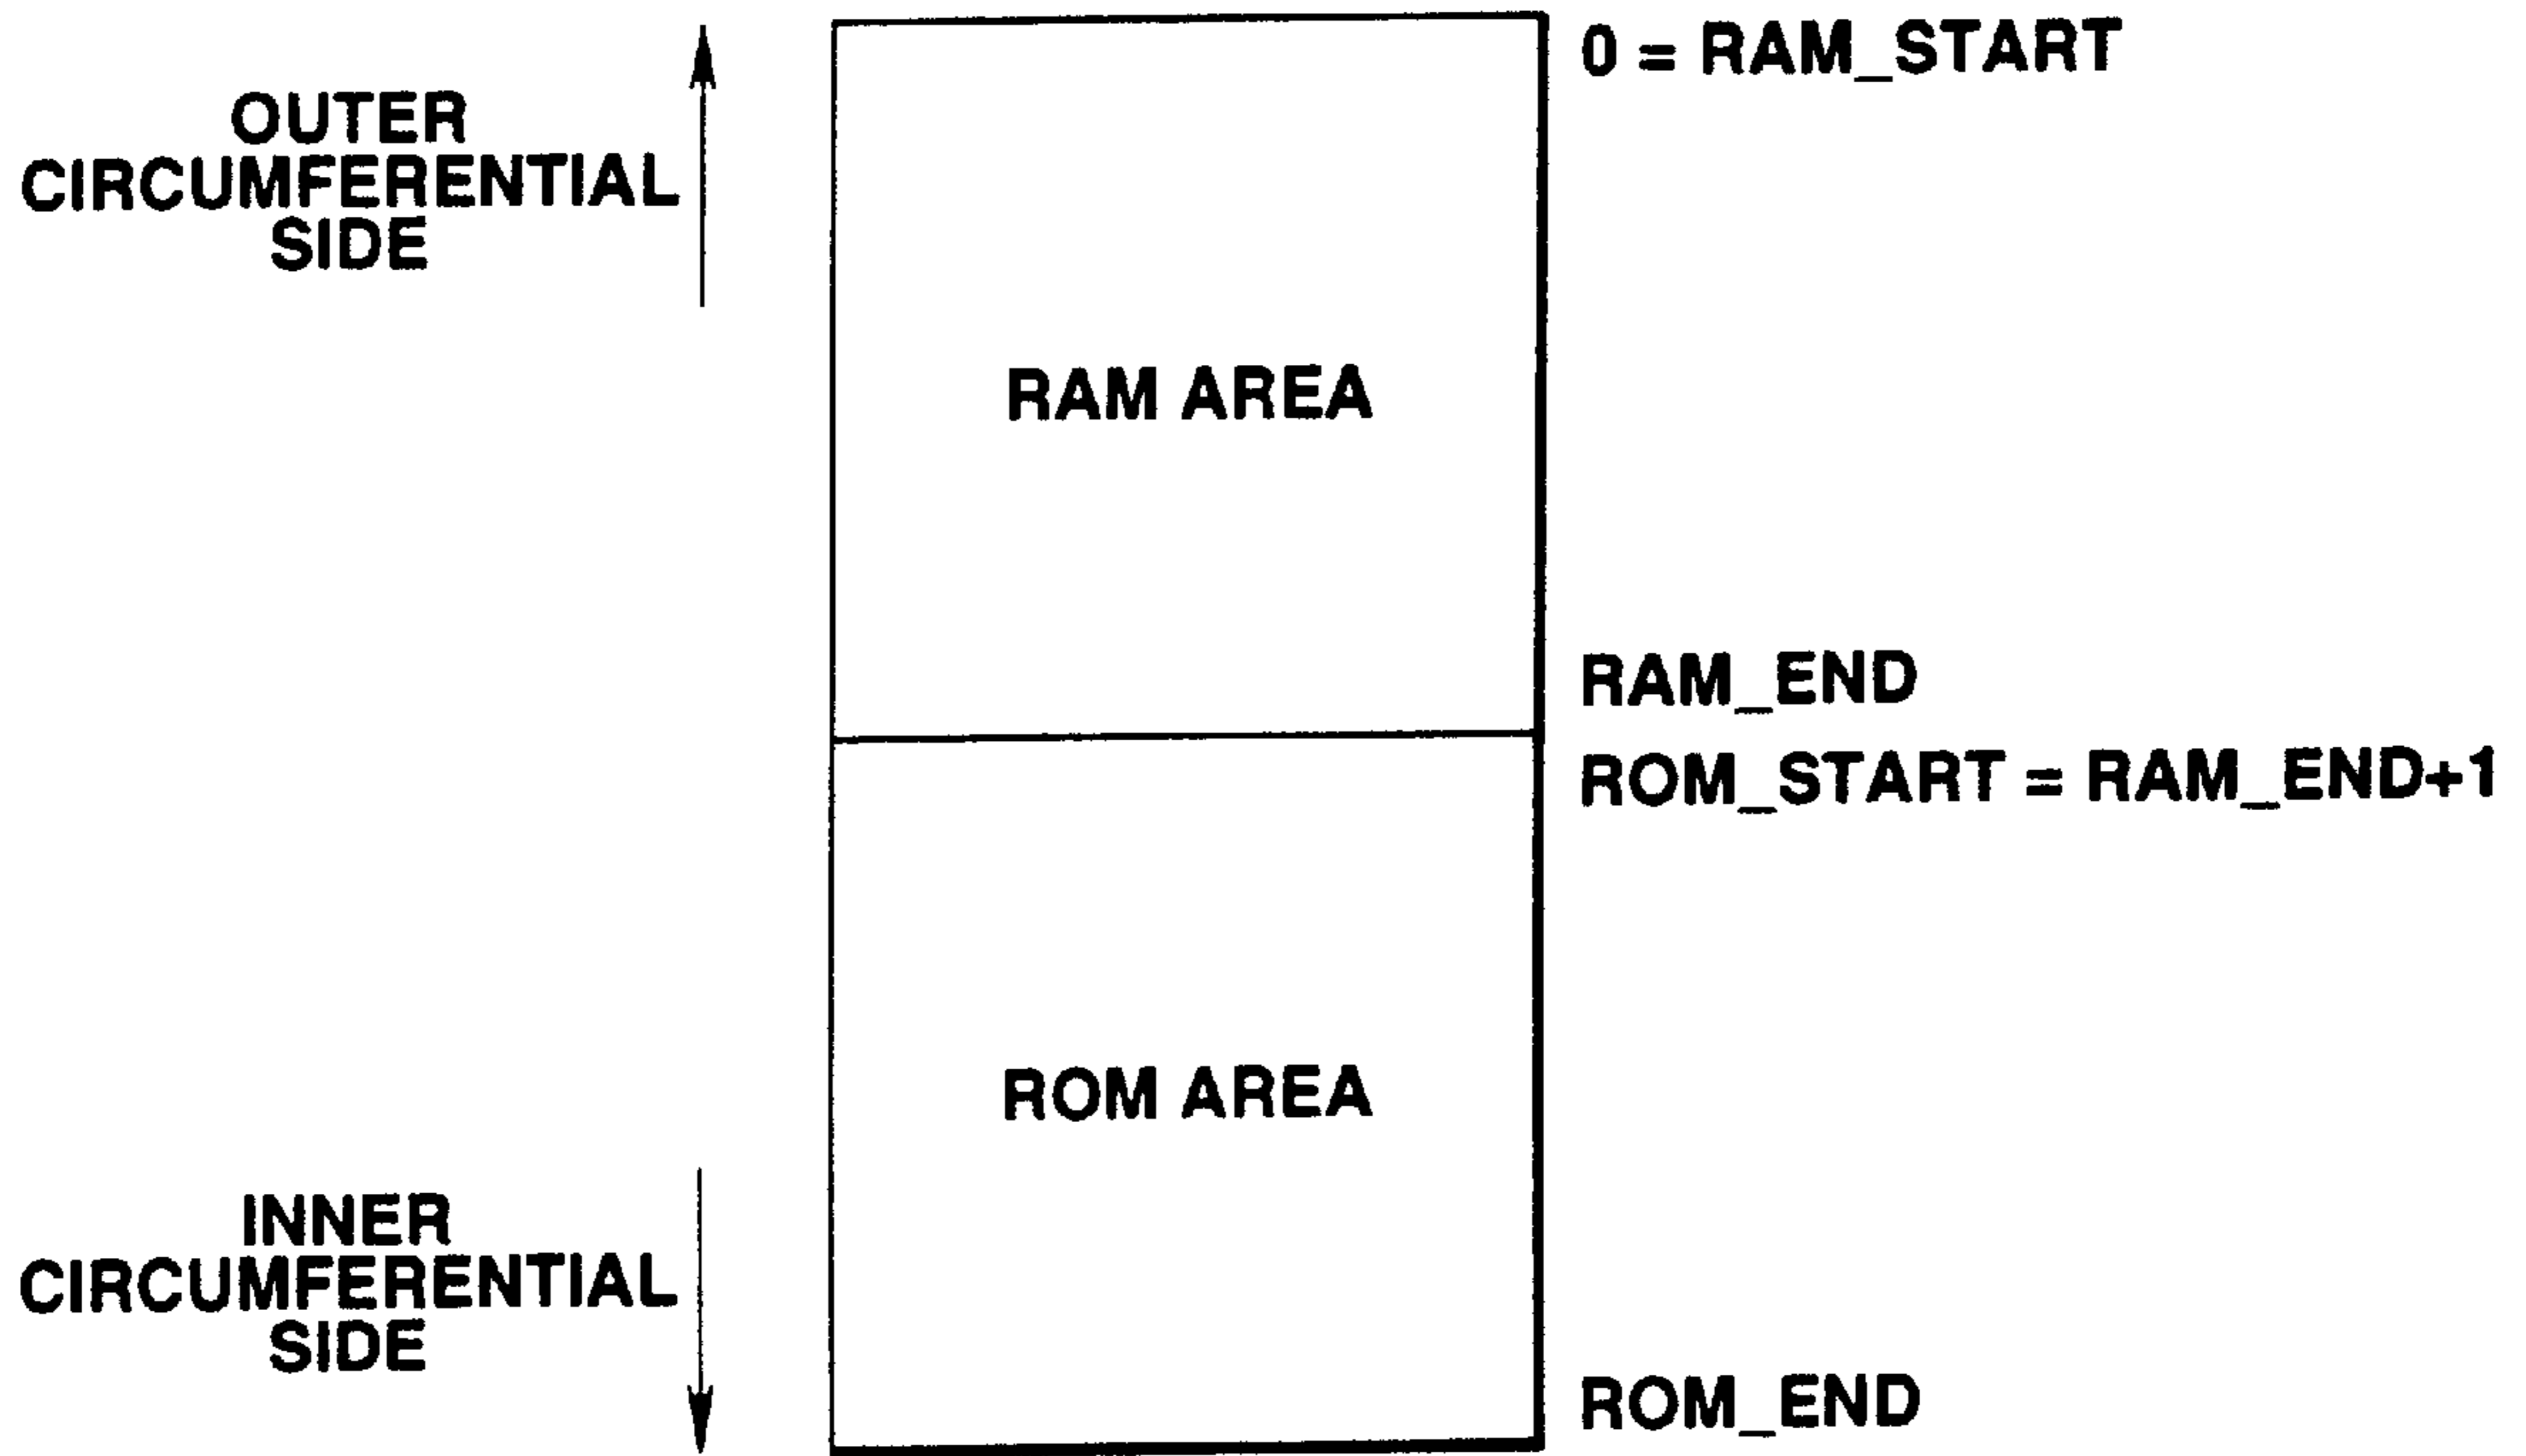 0 = RAM_START
OUTER
CIRCUMFERENTIAL
SIDE
RAM AREA
RAM_END
ROM_START = RAM_END+1
ROM AREA
INNER
CIRCUMFERENTIAL
SIDE
ROM_END